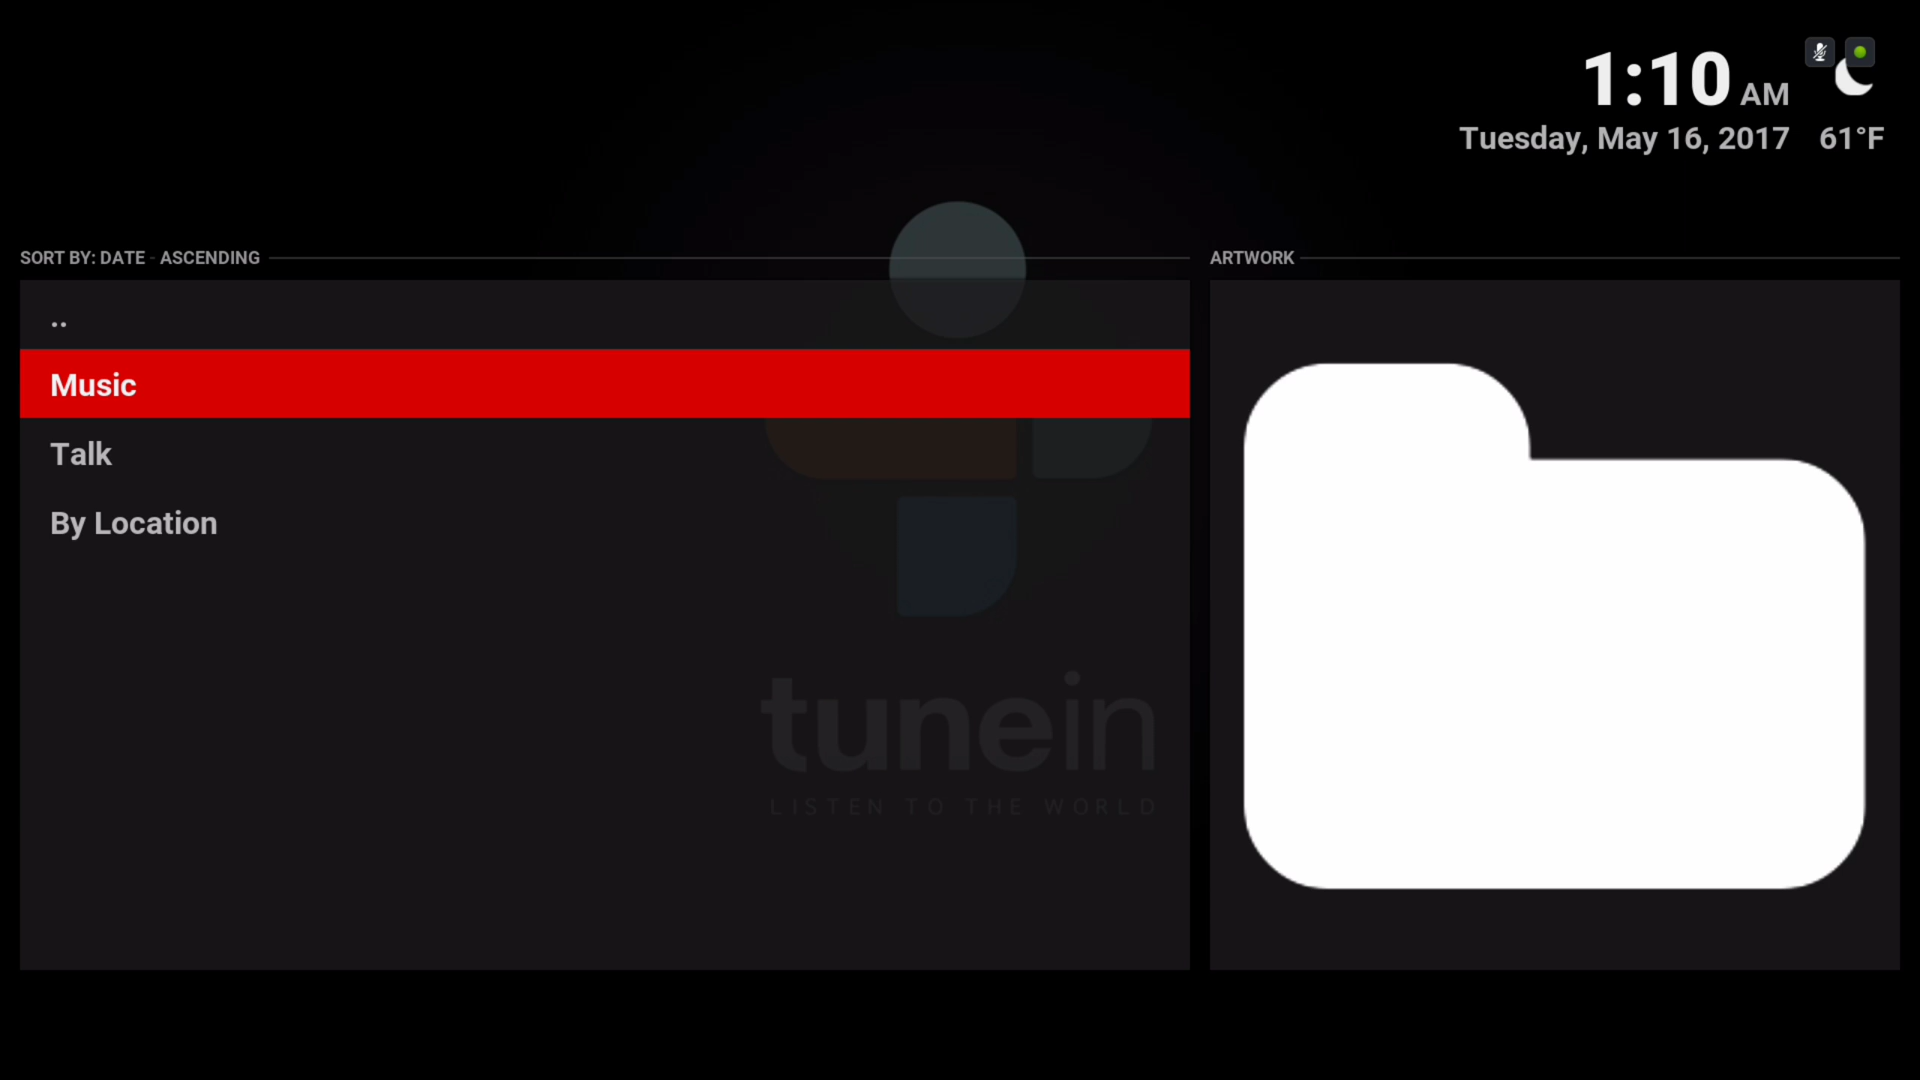 1:10 AM
Tuesday, May 16, 2017 61°F
SORT BY: DATE - ASCENDING
ARTWORK
..
Music
Talk
By Location
tunein
LISTEN TO THE WORLD